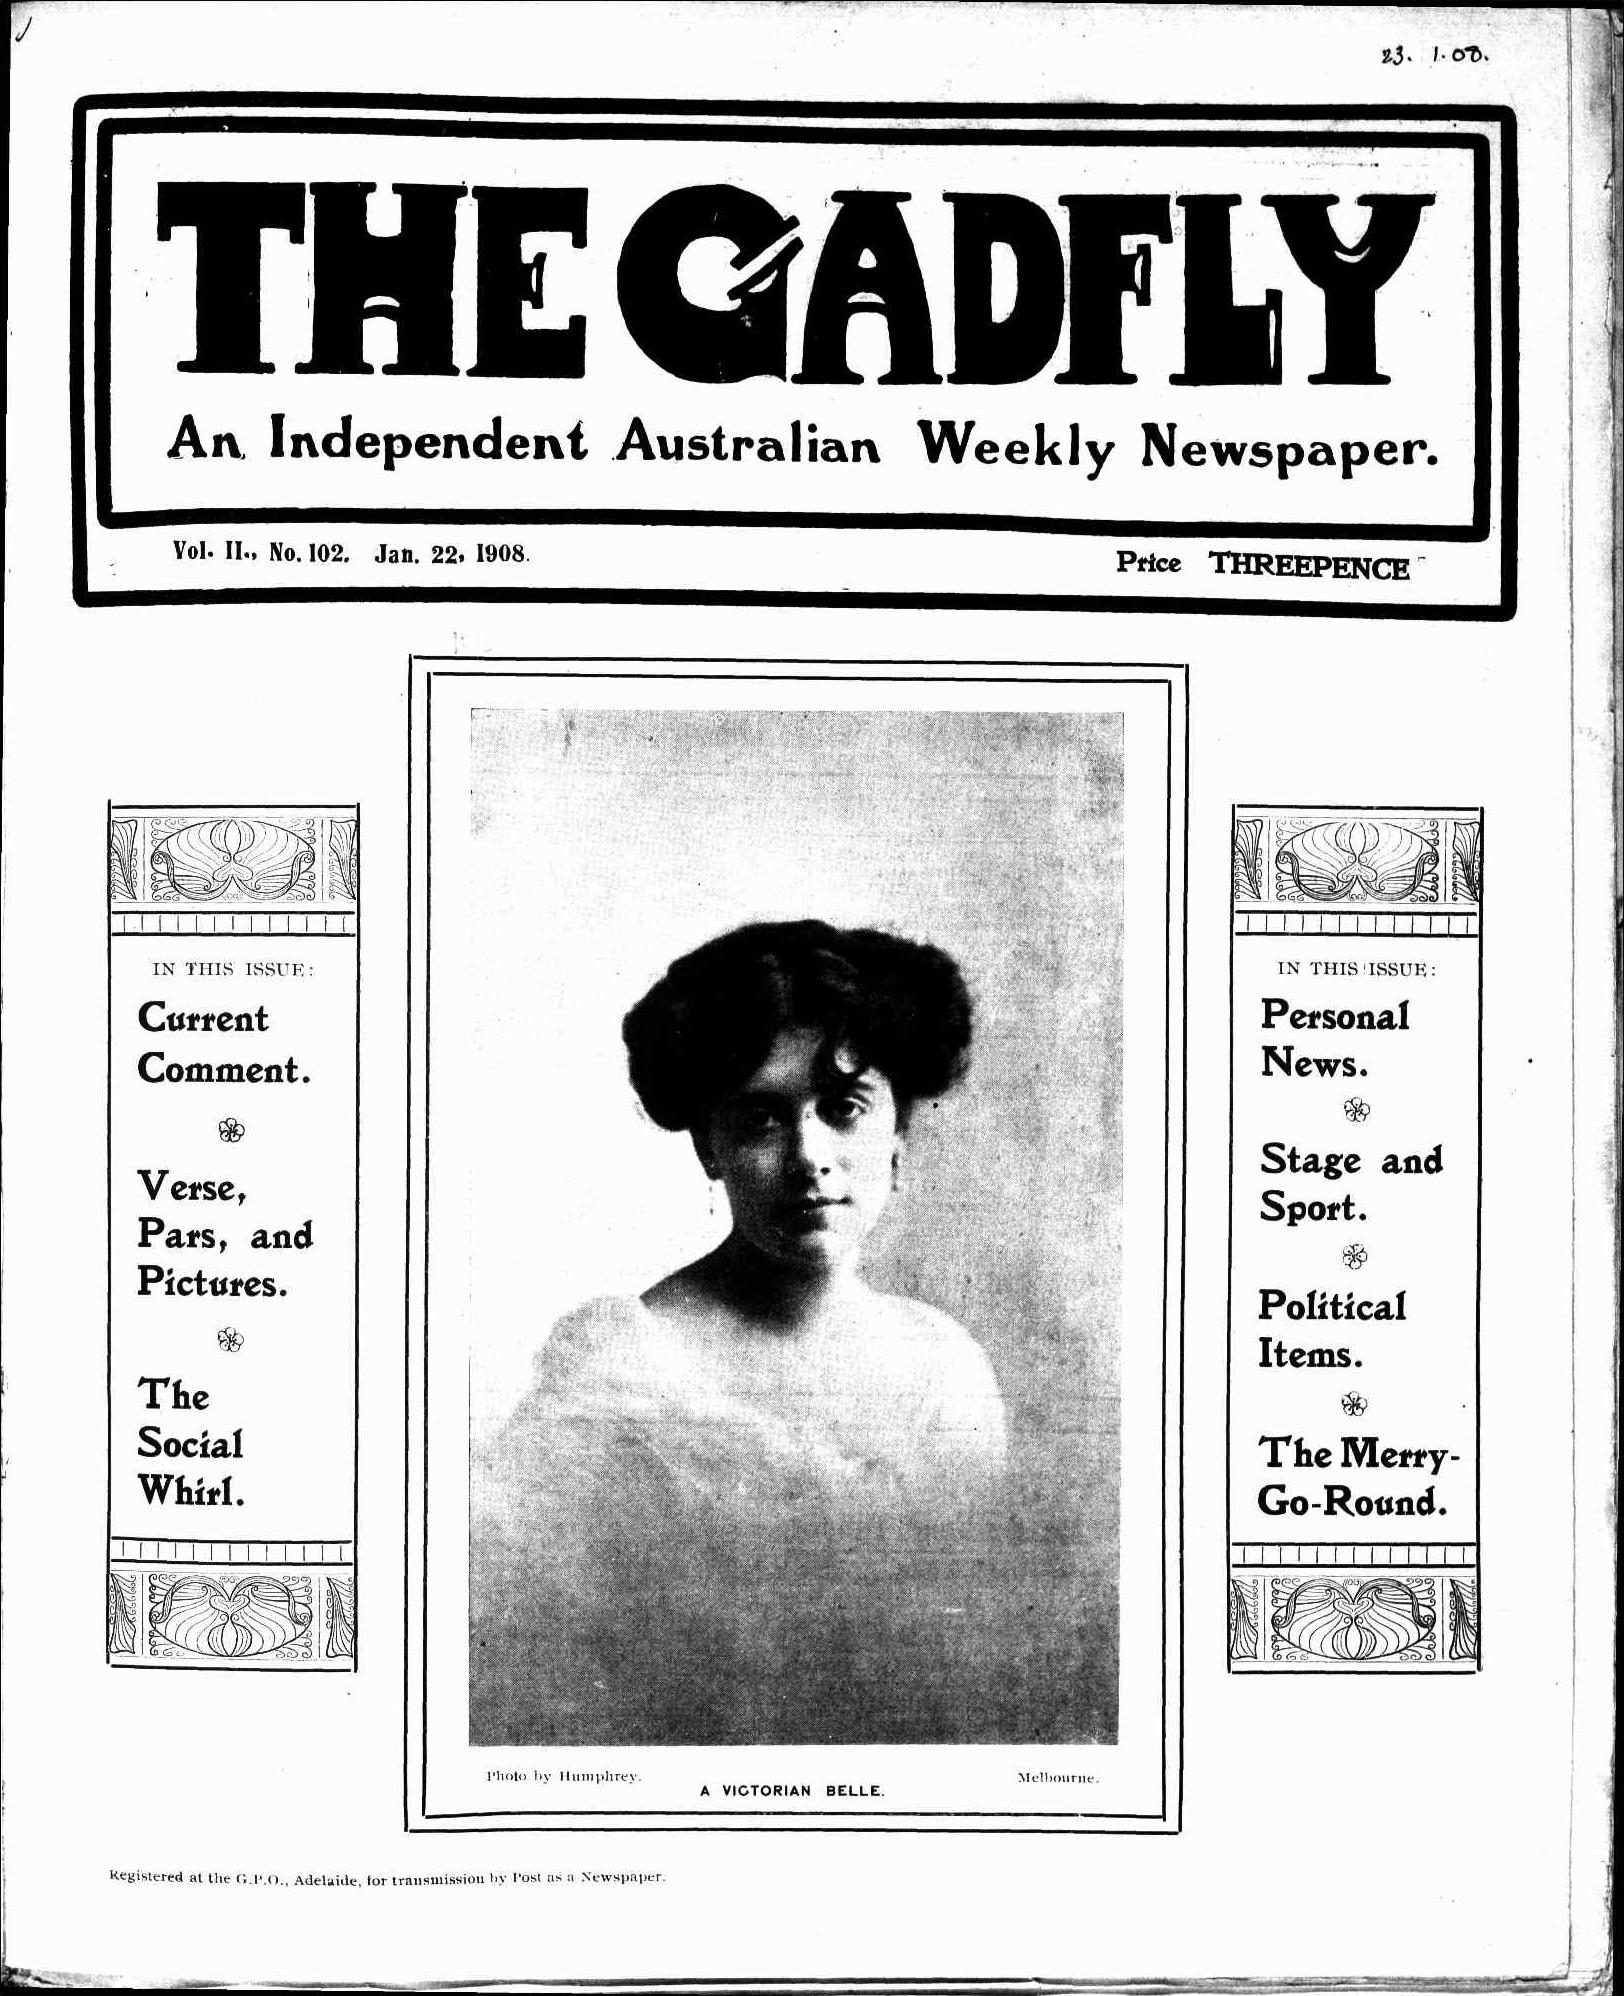 23. 1.08.
THE GADFLY
An Independent Australian Weekly Newspaper.
Vol. II., No. 102. Jan. 22, 1908.
Price THREEPENCE
IN THIS ISSUE:
Current
Comment.
Verse,
Pars, and
Pictures.
The
Social
Whirl.
Photo by Humphrey.
Melbourne.
A VICTORIAN BELLE.
IN THIS ISSUE:
Personal
News.
Stage and
Sport.
Political
Items.
The Merry-
Go-Round.
Registered at the G.P.O., Adelaide, for transmission by Post as a Newspaper.